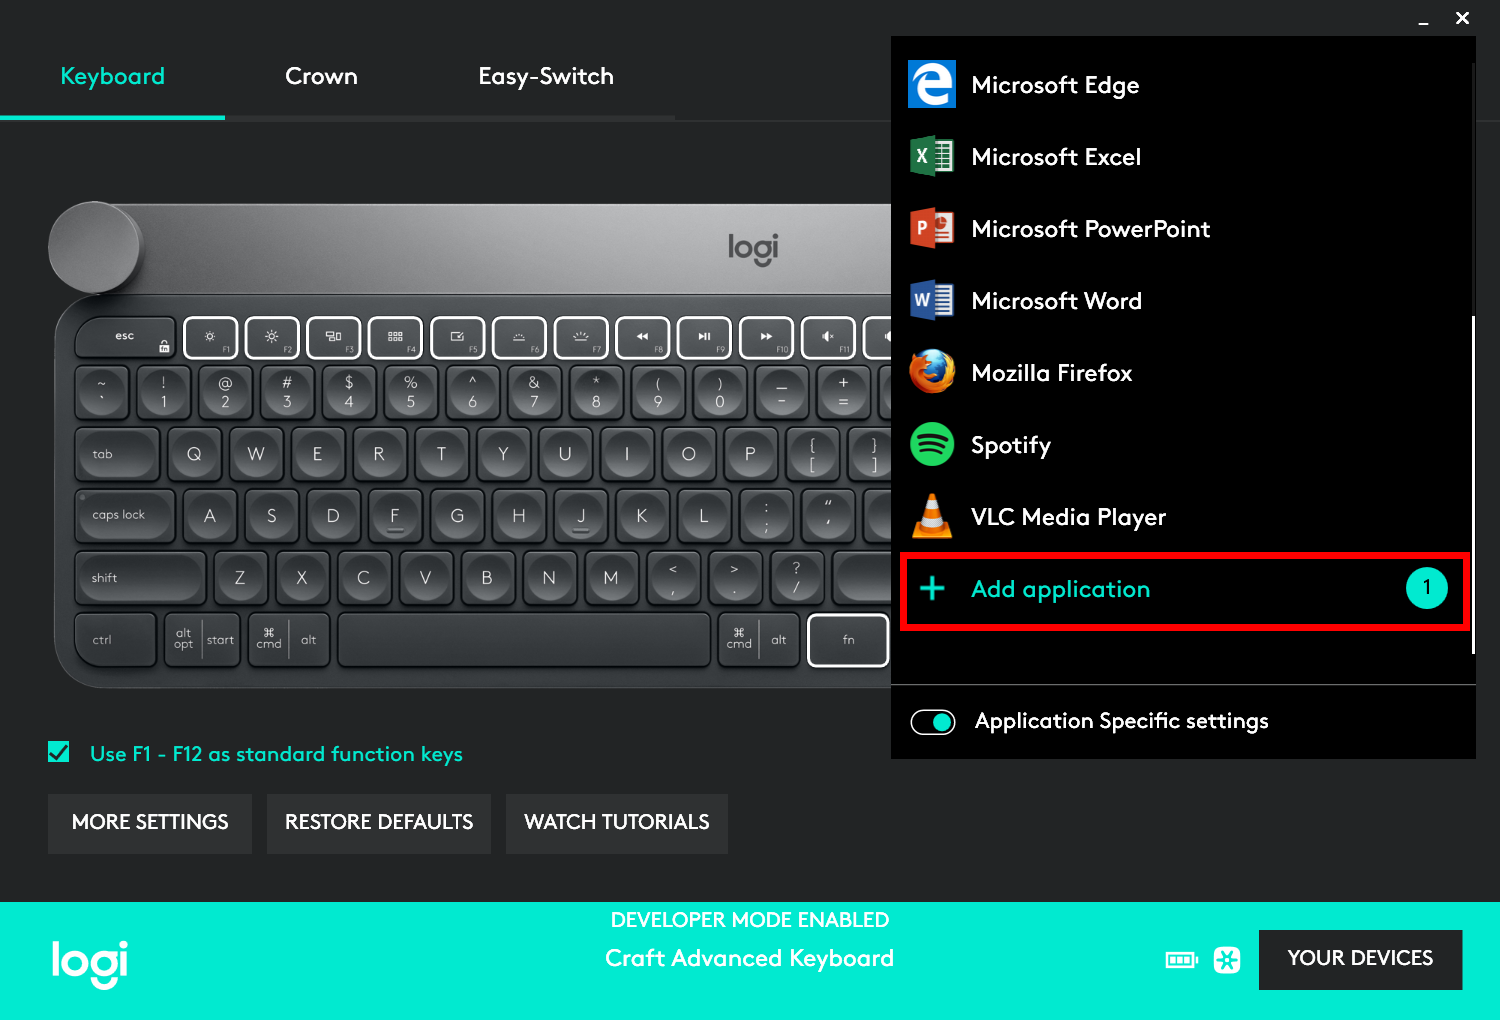 Keyboard
Crown
Easy-Switch
Microsoft Edge
Microsoft Excel
Microsoft PowerPoint
Microsoft Word
Mozilla Firefox
Spotify
VLC Media Player
+ Add application 1
Application Specific settings
logi
esc fn F1 F2 F3 F4 F5 F6 F7 F8 F9 F10 F11
~ ! @ # $ % ^ & * ( ) _ +
` 1 2 3 4 5 6 7 8 9 0 - =
tab Q W E R T Y U I O P { [ } ]
caps lock A S D F G H J K L : ; “ ‘
shift Z X C V B N M < , > . ? /
ctrl alt opt start ⌘ cmd alt ⌘ cmd alt fn
Use F1 - F12 as standard function keys
MORE SETTINGS
RESTORE DEFAULTS
WATCH TUTORIALS
DEVELOPER MODE ENABLED
logi
Craft Advanced Keyboard
YOUR DEVICES